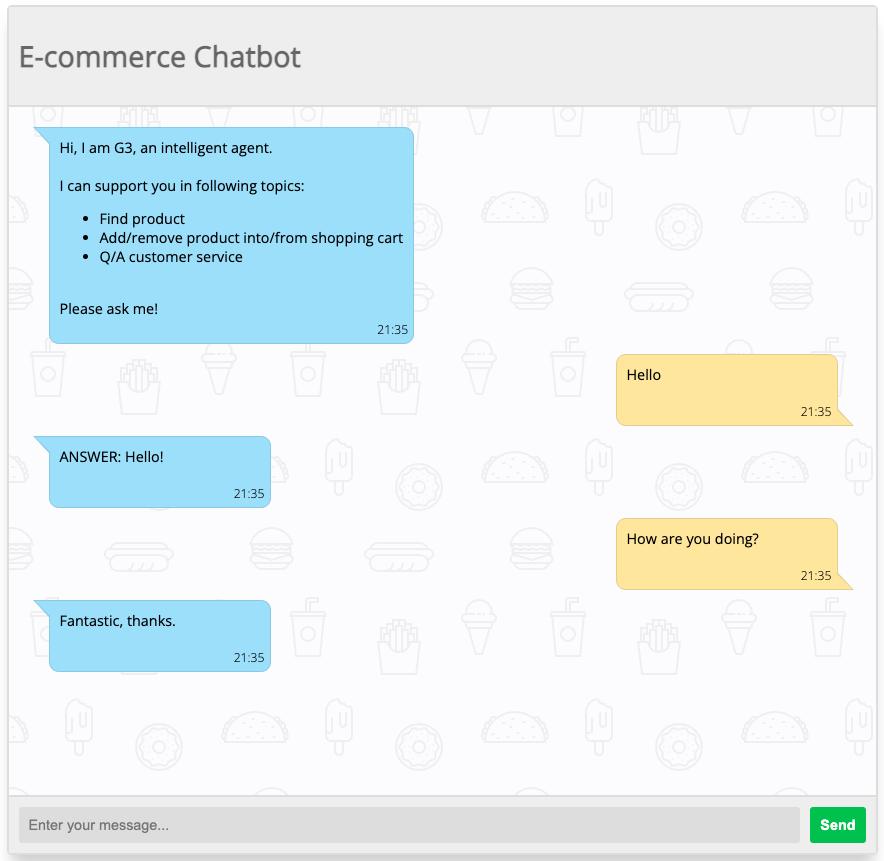 E-commerce Chatbot
Hi, I am G3, an intelligent agent.
I can support you in following topics:
• Find product
• Add/remove product into/from shopping cart
• Q/A customer service
Please ask me!
21:35
Hello
21:35
ANSWER: Hello!
21:35
How are you doing?
21:35
Fantastic, thanks.
21:35
Enter your message...
Send